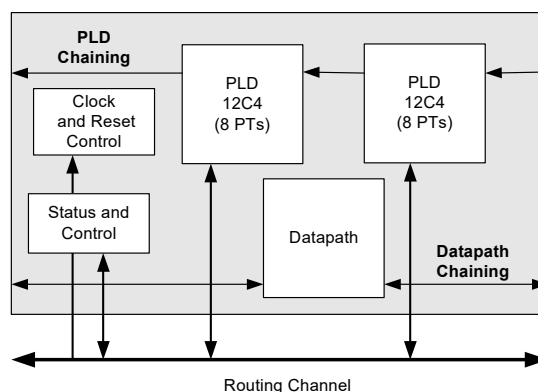 PLD
Chaining
PLD
12C4
(8 PTs)
PLD
12C4
(8 PTs)
Clock
and Reset
Control
Status and
Control
Datapath
Datapath
Chaining
Routing Channel